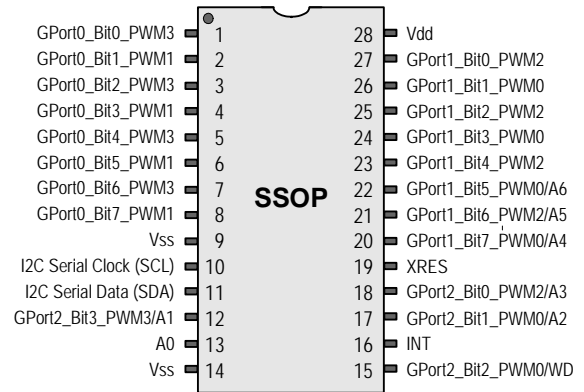 GPort0_Bit0_PWM3 1 28 Vdd
GPort0_Bit1_PWM1 2 27 GPort1_Bit0_PWM2
GPort0_Bit2_PWM3 3 26 GPort1_Bit1_PWM0
GPort0_Bit3_PWM1 4 25 GPort1_Bit2_PWM2
GPort0_Bit4_PWM3 5 24 GPort1_Bit3_PWM0
GPort0_Bit5_PWM1 6 23 GPort1_Bit4_PWM2
GPort0_Bit6_PWM3 7 SSOP 22 GPort1_Bit5_PWM0/A6
GPort0_Bit7_PWM1 8 21 GPort1_Bit6_PWM2/A5
Vss 9 20 GPort1_Bit7_PWM0/A4
I2C Serial Clock (SCL) 10 19 XRES
I2C Serial Data (SDA) 11 18 GPort2_Bit0_PWM2/A3
GPort2_Bit3_PWM3/A1 12 17 GPort2_Bit1_PWM0/A2
A0 13 16 INT
Vss 14 15 GPort2_Bit2_PWM0/WD